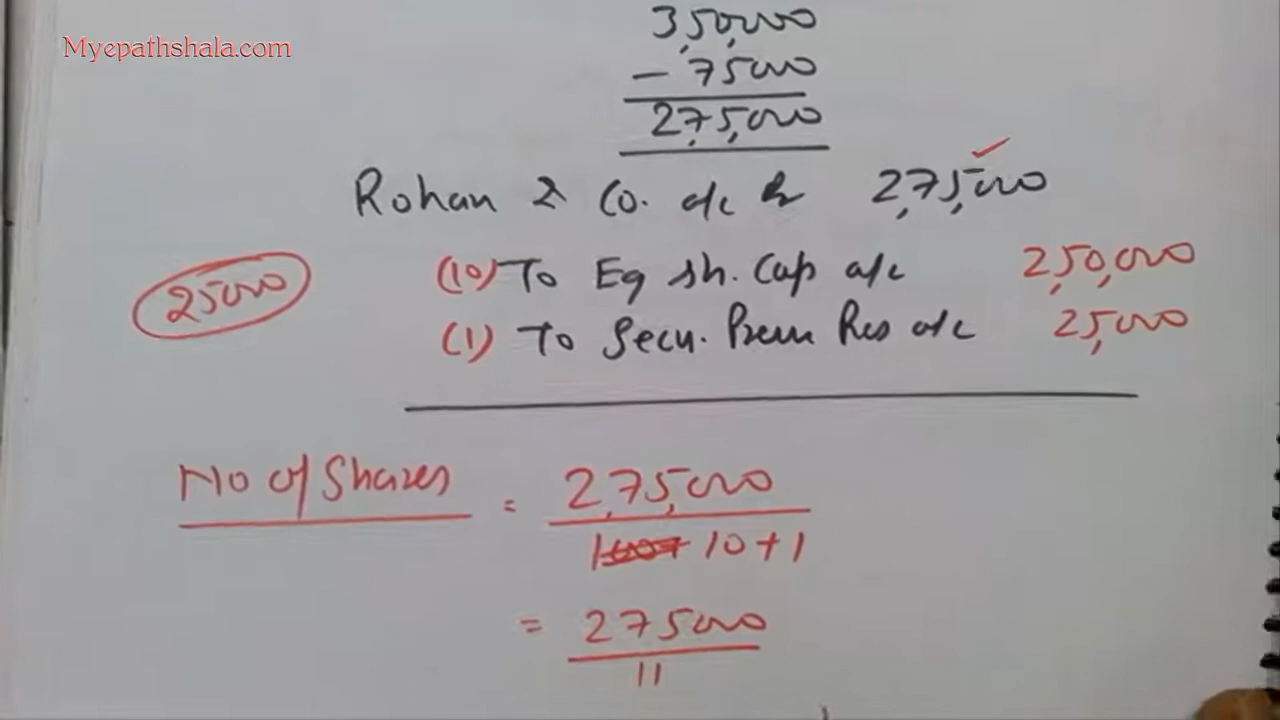 Myepathshala.com
3,50,000
- 75000
2,75,000
Rohan & Co. a/c Dr 2,75,000
25000
(10) To Eq sh. Cap a/c 2,50,000
(1) To Secu. Prem Res a/c 25,000
No of Shares = 2,75,000
10+1
= 275000
11